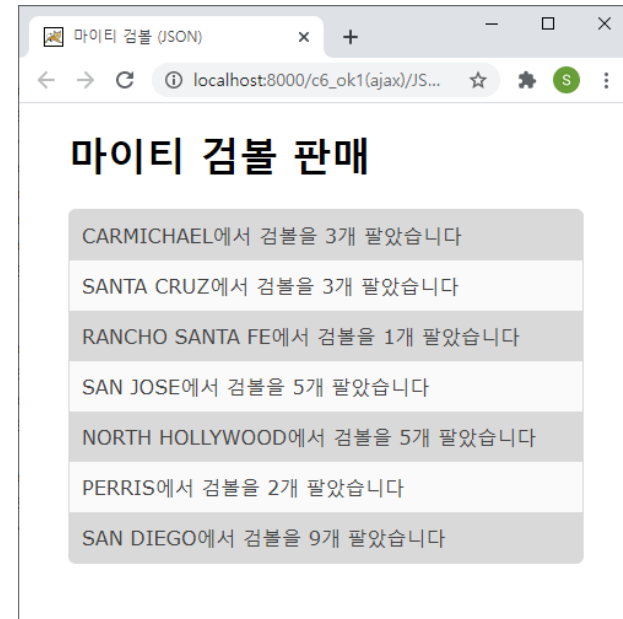 마이티 검볼 (JSON)
localhost:8000/c6_ok1(ajax)/JS...
S
마이티 검볼 판매
CARMICHAEL에서 검볼을 3개 팔았습니다
SANTA CRUZ에서 검볼을 3개 팔았습니다
RANCHO SANTA FE에서 검볼을 1개 팔았습니다
SAN JOSE에서 검볼을 5개 팔았습니다
NORTH HOLLYWOOD에서 검볼을 5개 팔았습니다
PERRIS에서 검볼을 2개 팔았습니다
SAN DIEGO에서 검볼을 9개 팔았습니다